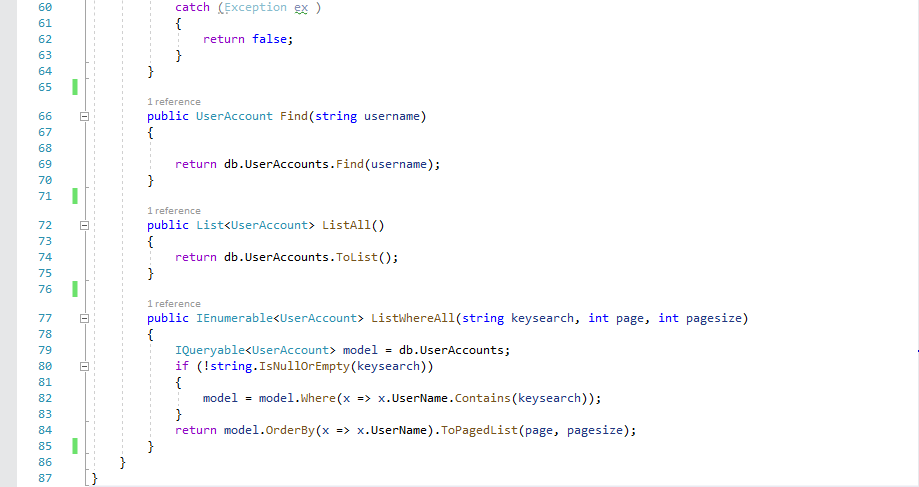 60 catch (Exception ex )
61 {
62 return false;
63 }
64 }
65
1 reference
66 public UserAccount Find(string username)
67 {
68
69 return db.UserAccounts.Find(username);
70 }
71
1 reference
72 public List<UserAccount> ListAll()
73 {
74 return db.UserAccounts.ToList();
75 }
76
1 reference
77 public IEnumerable<UserAccount> ListWhereAll(string keysearch, int page, int pagesize)
78 {
79 IQueryable<UserAccount> model = db.UserAccounts;
80 if (!string.IsNullOrEmpty(keysearch))
81 {
82 model = model.Where(x => x.UserName.Contains(keysearch));
83 }
84 return model.OrderBy(x => x.UserName).ToPagedList(page, pagesize);
85 }
86 }
87 }